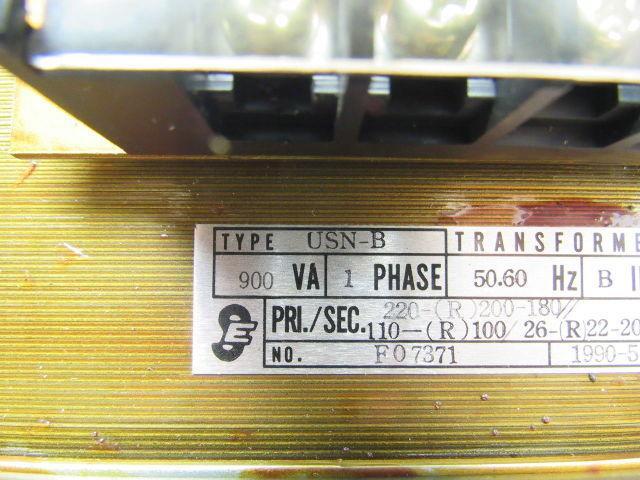 TYPE USN-B TRANSFORME
900 VA 1 PHASE 50.60 Hz B
PRI./SEC. 220-(R)200-180//
110-(R)100/26-(R)22-20
NO. F07371 1990-5